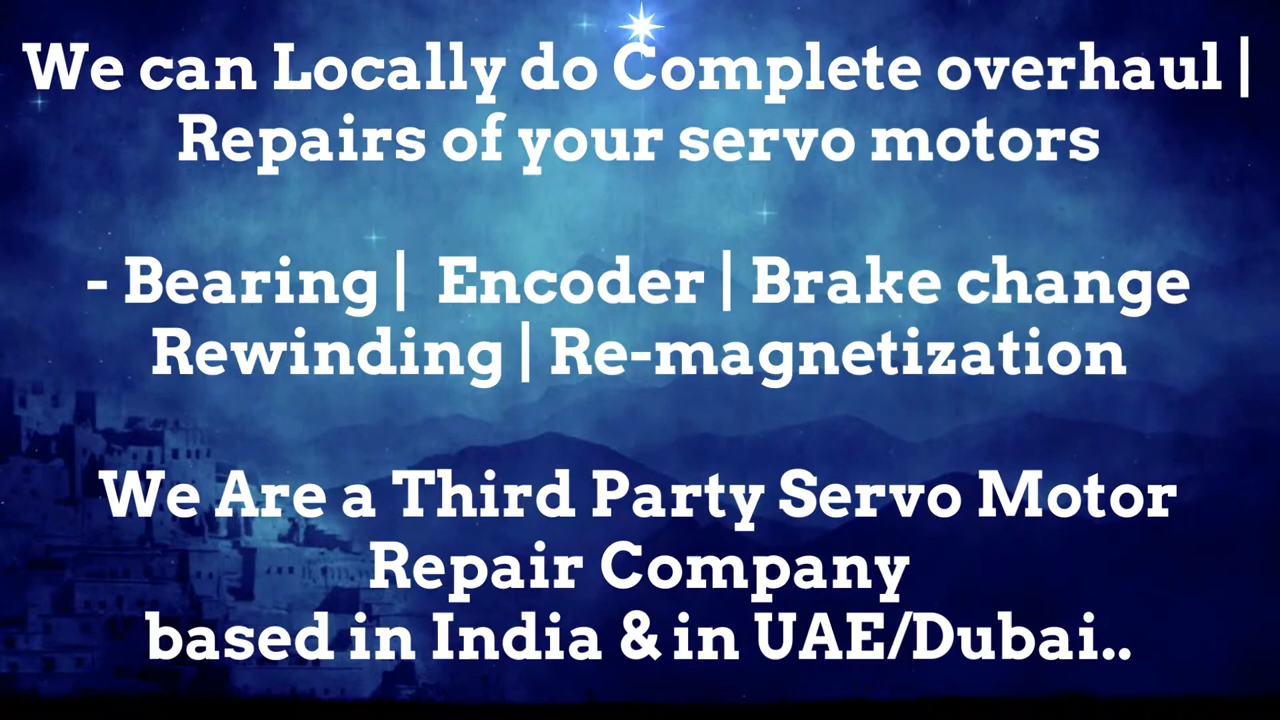 We can Locally do Complete overhaul |
Repairs of your servo motors
- Bearing | Encoder | Brake change
Rewinding | Re-magnetization
We Are a Third Party Servo Motor
Repair Company
based in India & in UAE/Dubai..